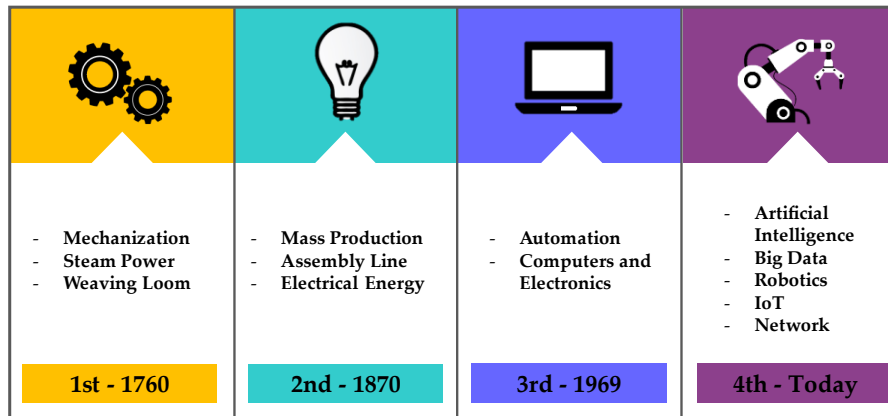 - Mechanization
- Steam Power
- Weaving Loom
1st - 1760
- Mass Production
- Assembly Line
- Electrical Energy
2nd - 1870
- Automation
- Computers and
Electronics
3rd - 1969
- Artificial
Intelligence
- Big Data
- Robotics
- IoT
- Network
4th - Today